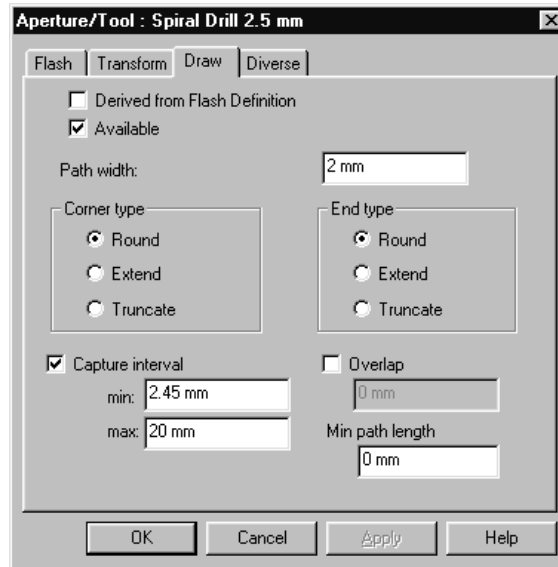 Aperture/Tool : Spiral Drill 2.5 mm
Flash Transform Draw Diverse
Derived from Flash Definition
Available
Path width: 2 mm
Corner type End type
Round Round
Extend Extend
Truncate Truncate
Capture interval Overlap
min: 2.45 mm 0 mm
max: 20 mm Min path length
0 mm
OK Cancel Apply Help